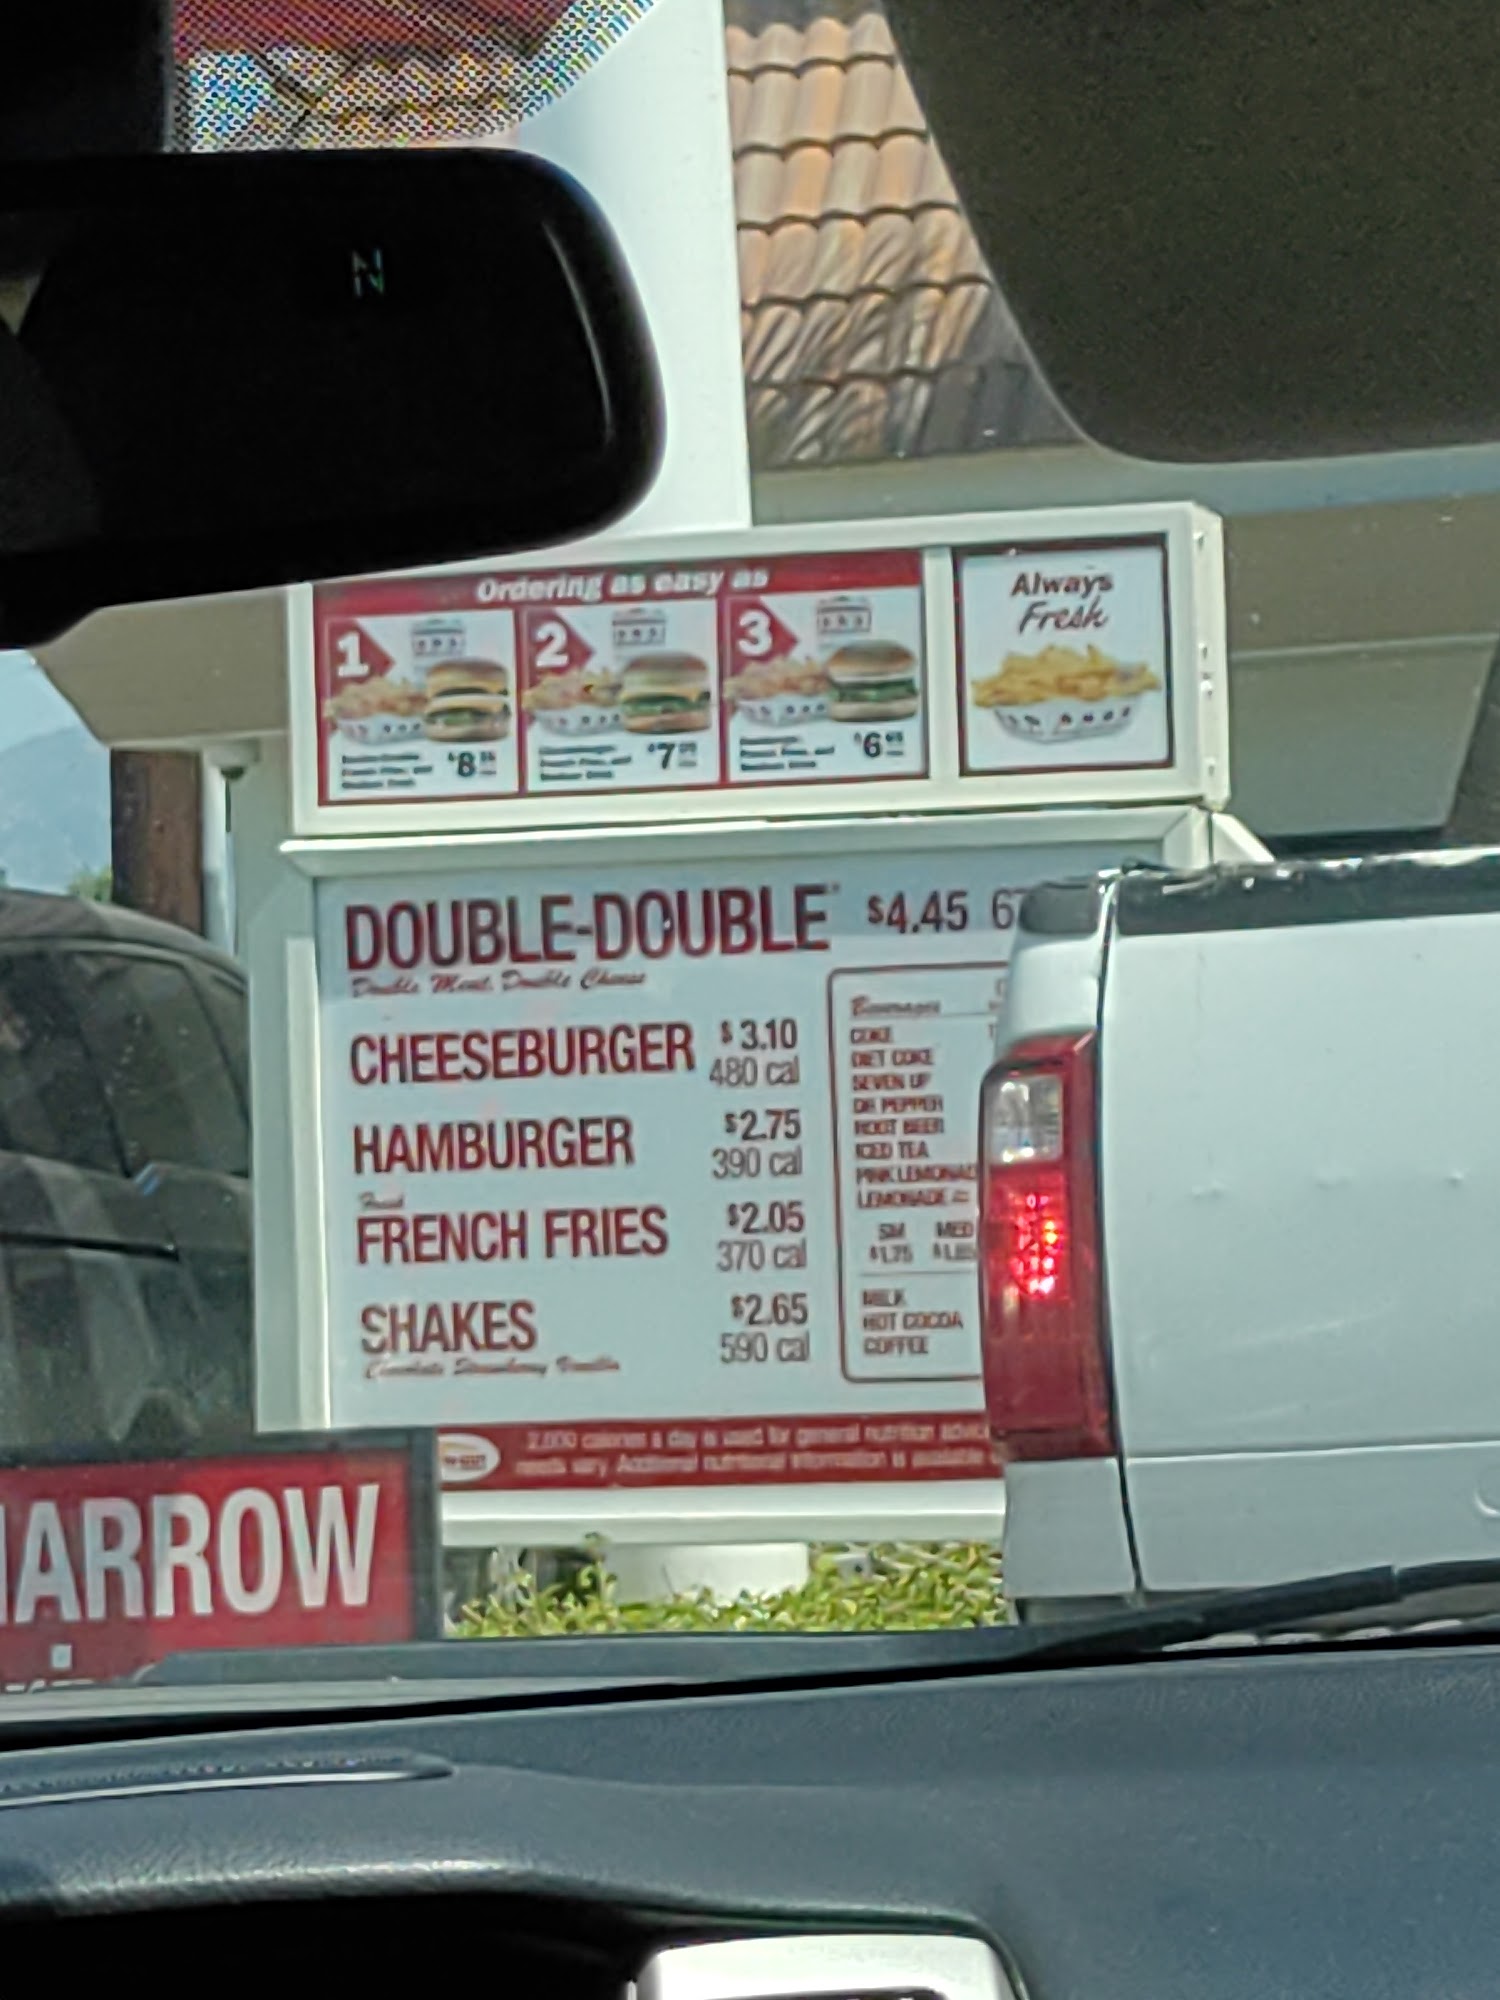 N
Ordering as easy as
1
2
3
Always
Fresh
$8
$7
$6
DOUBLE-DOUBLE $4.45 67
Double Meat, Double Cheese
CHEESEBURGER $3.10
480 cal
HAMBURGER $2.75
390 cal
Fresh
FRENCH FRIES $2.05
370 cal
SHAKES $2.65
590 cal
Chocolate Strawberry Vanilla
Beverages
COKE
DIET COKE
SEVEN UP
DR PEPPER
ROOT BEER
ICED TEA
PINK LEMONAD
LEMONADE
SM MED
$1.75 $1.85
MILK
HOT COCOA
COFFEE
2,000 calories a day is used for general nutrition advice
needs vary. Additional nutritional information is available
ARROW